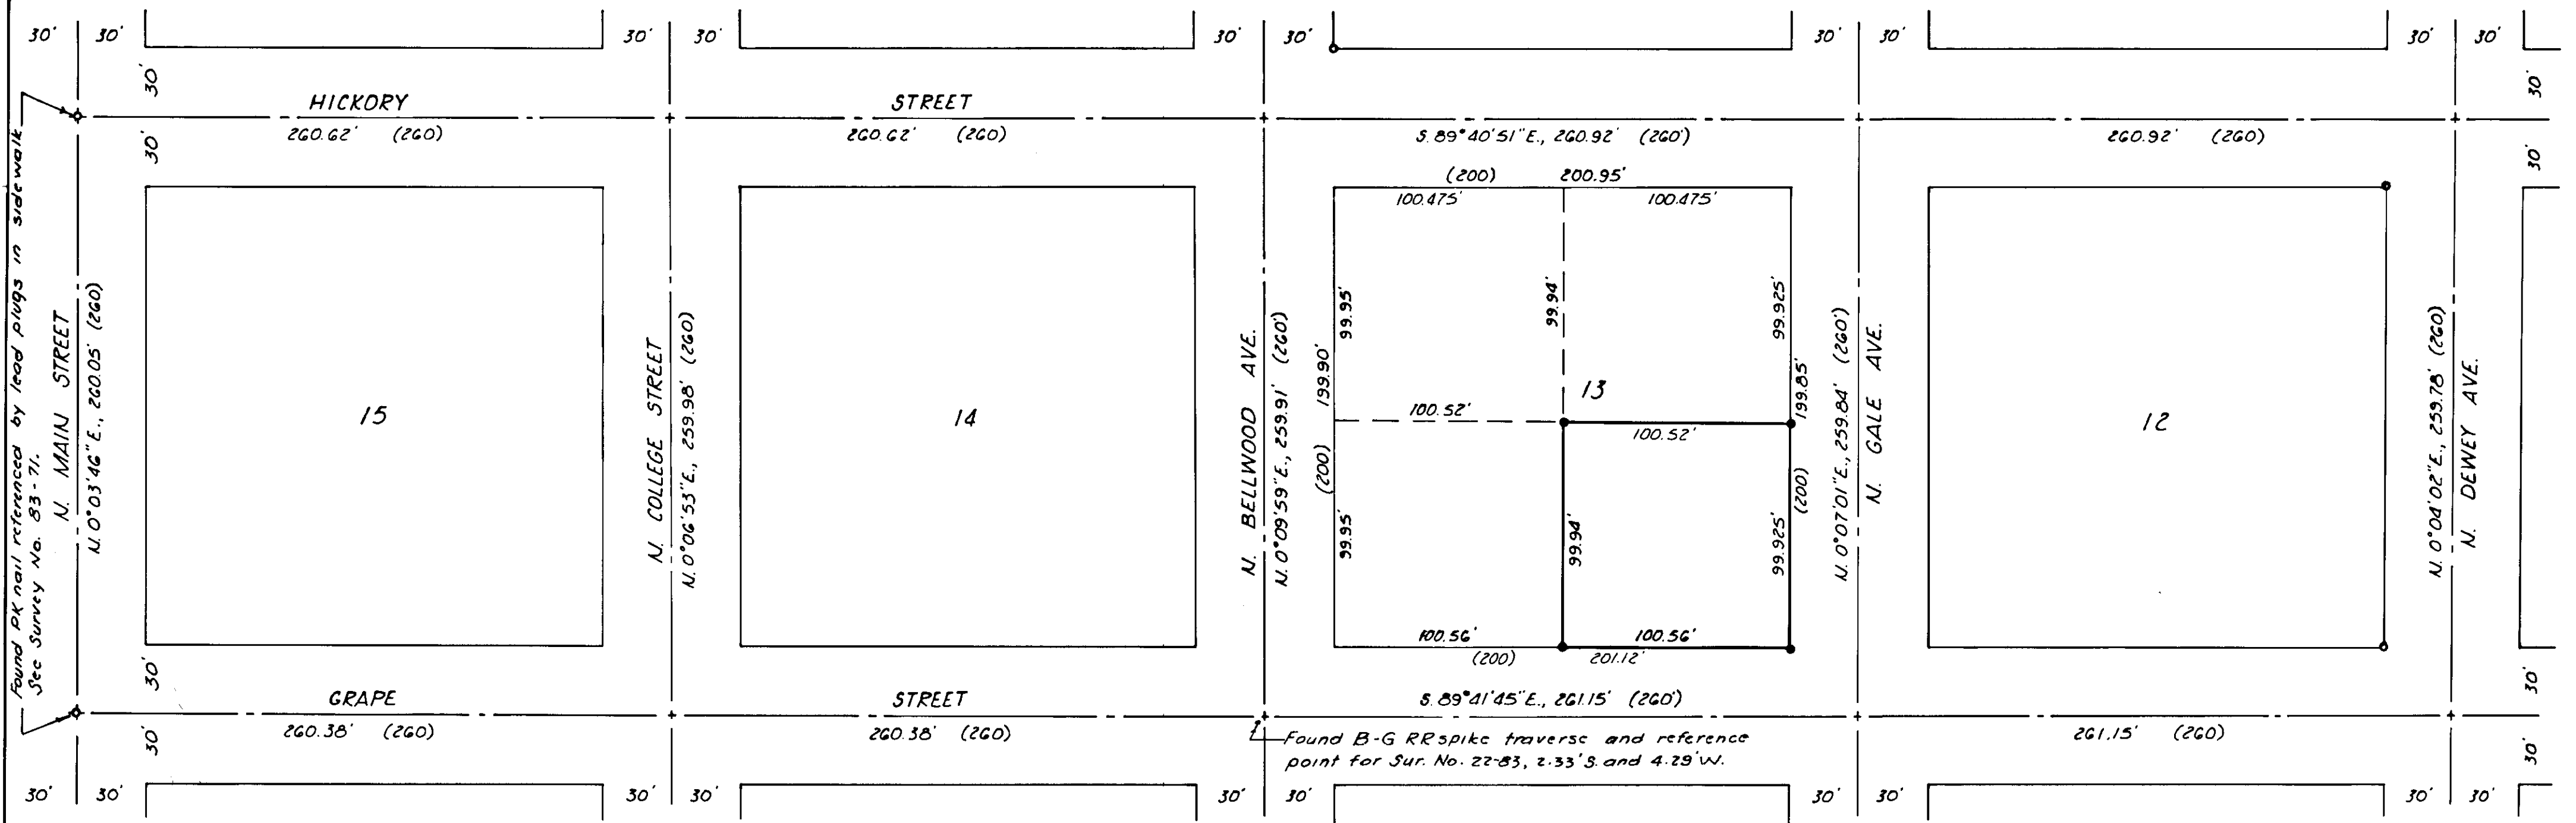 30' 30' 30' 30' 30' 30' 30' 30' 30' 30'
30' 30'
HICKORY STREET
260.62' (260) 260.62' (260) S. 89°40'51"E., 260.92' (260') 260.92' (260)
30' 30'
(200) 200.95'
100.475' 100.475'
Found PK nail referenced by lead plugs in sidewalk
See Survey No. 83-71.
N. MAIN STREET
N. 0°03'46"E., 260.05' (260)
15
N. COLLEGE STREET
N. 0°06'53"E., 259.98' (260)
14
N. BELLWOOD AVE.
N. 0°09'59"E., 259.91' (260')
99.95'
199.90'
(200)
99.95'
99.94'
99.925'
13
199.85'
100.52'
100.52'
99.94'
99.925'
(200)
N. 0°07'01"E., 259.84' (260')
N. GALE AVE.
12
N. 0°04'02"E., 259.78' (260)
N. DEWEY AVE.
100.56' 100.56'
(200) 201.12'
30' 30'
GRAPE STREET S. 89°41'45"E., 261.15' (260')
260.38' (260) 260.38' (260) 261.15' (260)
30' 30'
Found B-G RR spike traverse and reference
point for Sur. No. 22-83, 2.33' S. and 4.29' W.
30' 30' 30' 30' 30' 30' 30' 30' 30' 30'